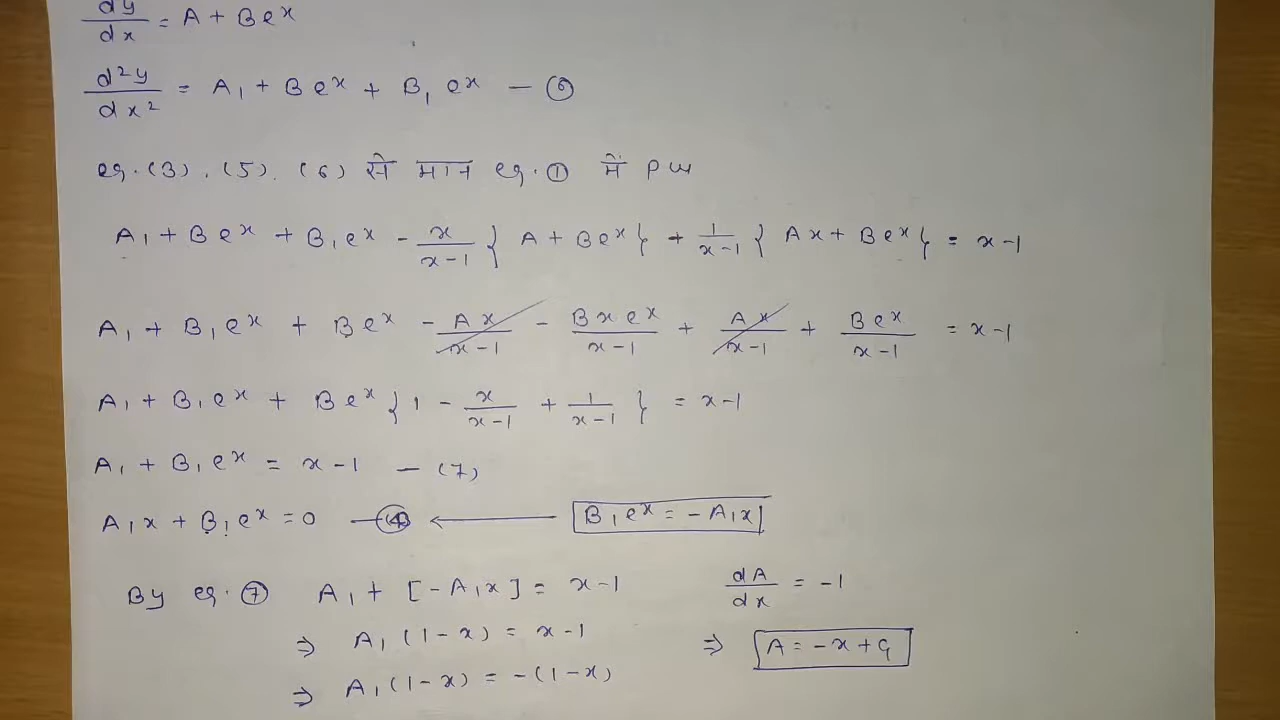 dy/dx = A + Be^x
d²y/dx² = A₁ + Be^x + B₁e^x — ⑥
eq.(3), (5), (6) से मान eq.① में put
A₁ + Be^x + B₁e^x - x/(x-1) { A + Be^x } + 1/(x-1) { Ax + Be^x } = x-1
A₁ + B₁e^x + Be^x - Ax/(x-1) - Bxe^x/(x-1) + Ax/(x-1) + Be^x/(x-1) = x-1
A₁ + B₁e^x + Be^x { 1 - x/(x-1) + 1/(x-1) } = x-1
A₁ + B₁e^x = x-1 — (7)
A₁x + B₁e^x = 0 — ④ ← B₁e^x = -A₁x
By eq.⑦ A₁ + [-A₁x] = x-1
⇒ A₁(1-x) = x-1
⇒ A₁(1-x) = -(1-x)
dA/dx = -1
⇒ A = -x + C₁